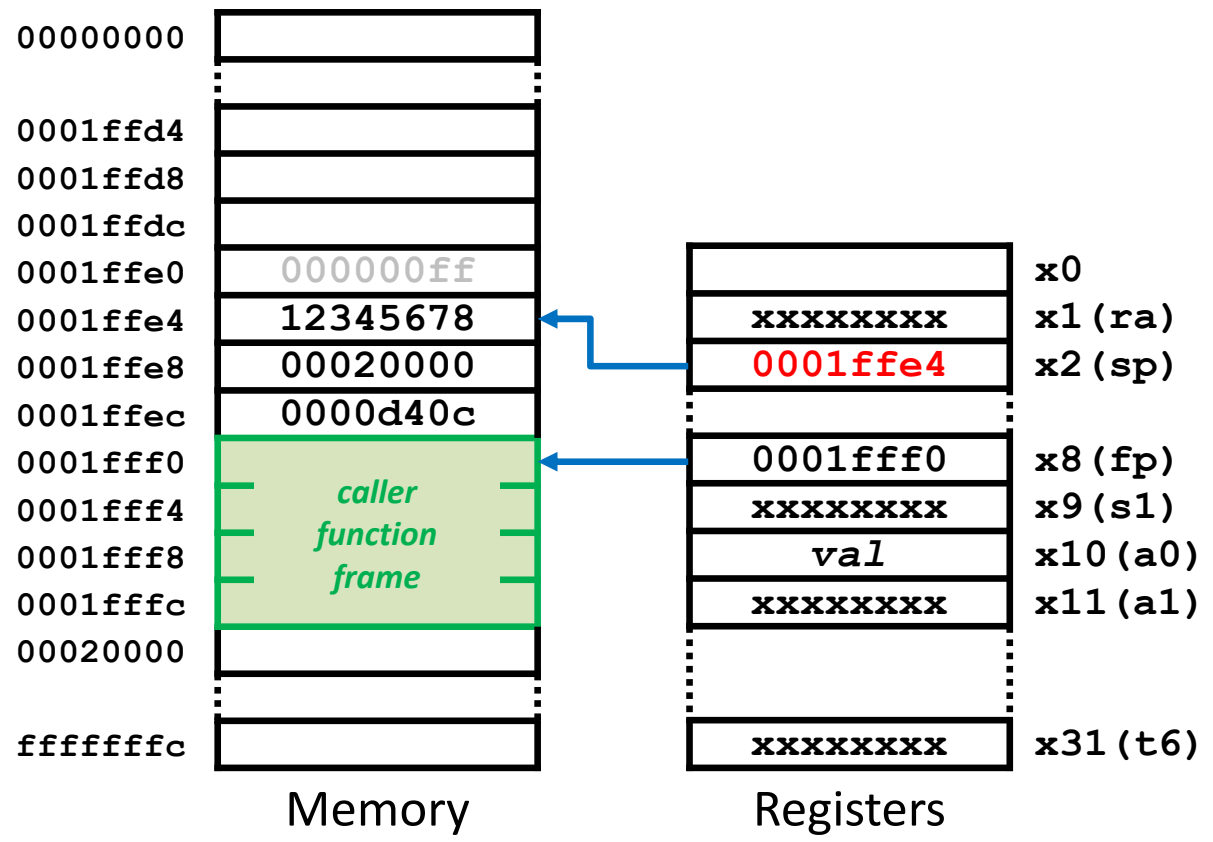 00000000
0001ffd4
0001ffd8
0001ffdc
0001ffe0 000000ff x0
0001ffe4 12345678 xxxxxxxx x1(ra)
0001ffe8 00020000 0001ffe4 x2(sp)
0001ffec 0000d40c
0001fff0 0001fff0 x8(fp)
caller
0001fff4 xxxxxxxx x9(s1)
function
0001fff8 val x10(a0)
frame
0001fffc xxxxxxxx x11(a1)
00020000
fffffffc xxxxxxxx x31(t6)
Memory Registers